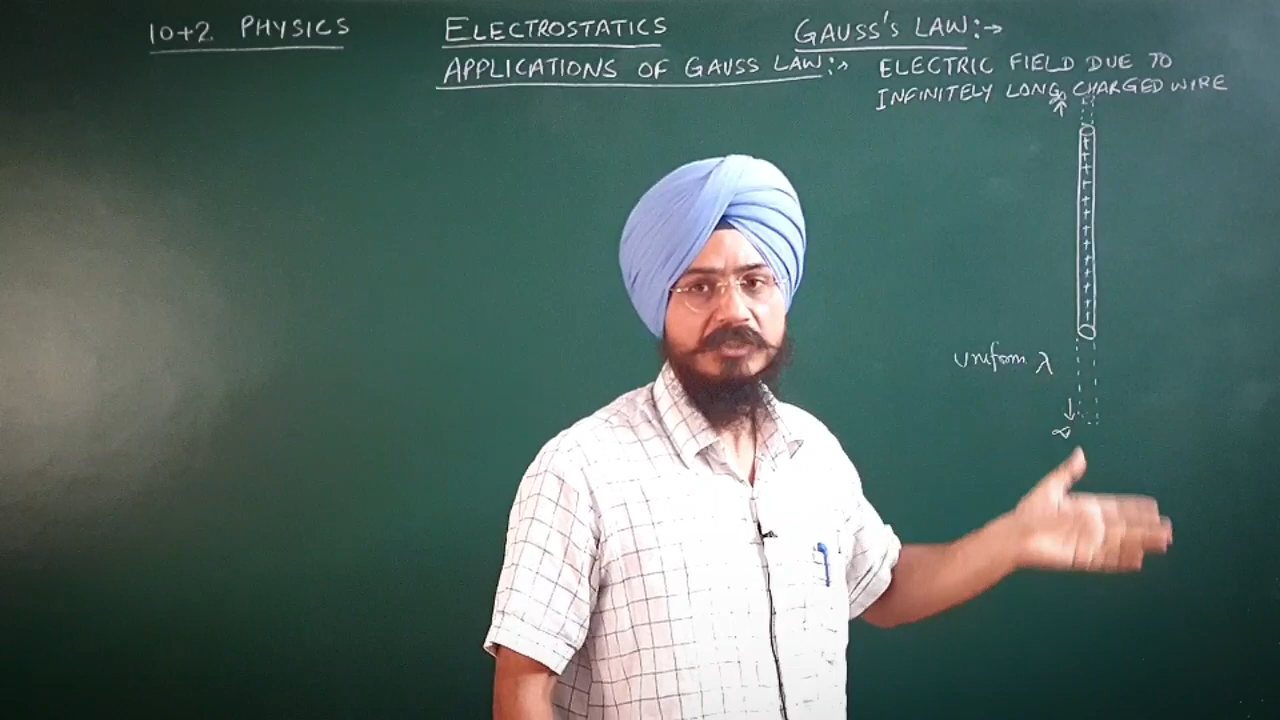 10+2 PHYSICS
ELECTROSTATICS
GAUSS'S LAW:→
APPLICATIONS OF GAUSS LAW:→
ELECTRIC FIELD DUE TO
INFINITELY LONG CHARGED WIRE
∞
+ + + + + + + + + + + + +
uniform λ
∞